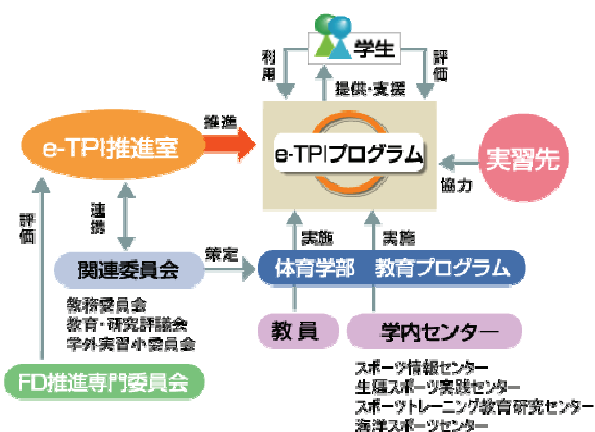 学生
利用
評価
提供・支援
e-TPI推進室
推進
e-TPIプログラム
実習先
協力
評価
連携
実施
実施
関連委員会
策定
体育学部 教育プログラム
教務委員会
教育・研究評議会
学外実習小委員会
教員
学内センター
FD推進専門委員会
スポーツ情報センター
生涯スポーツ実践センター
スポーツトレーニング教育研究センター
海洋スポーツセンター